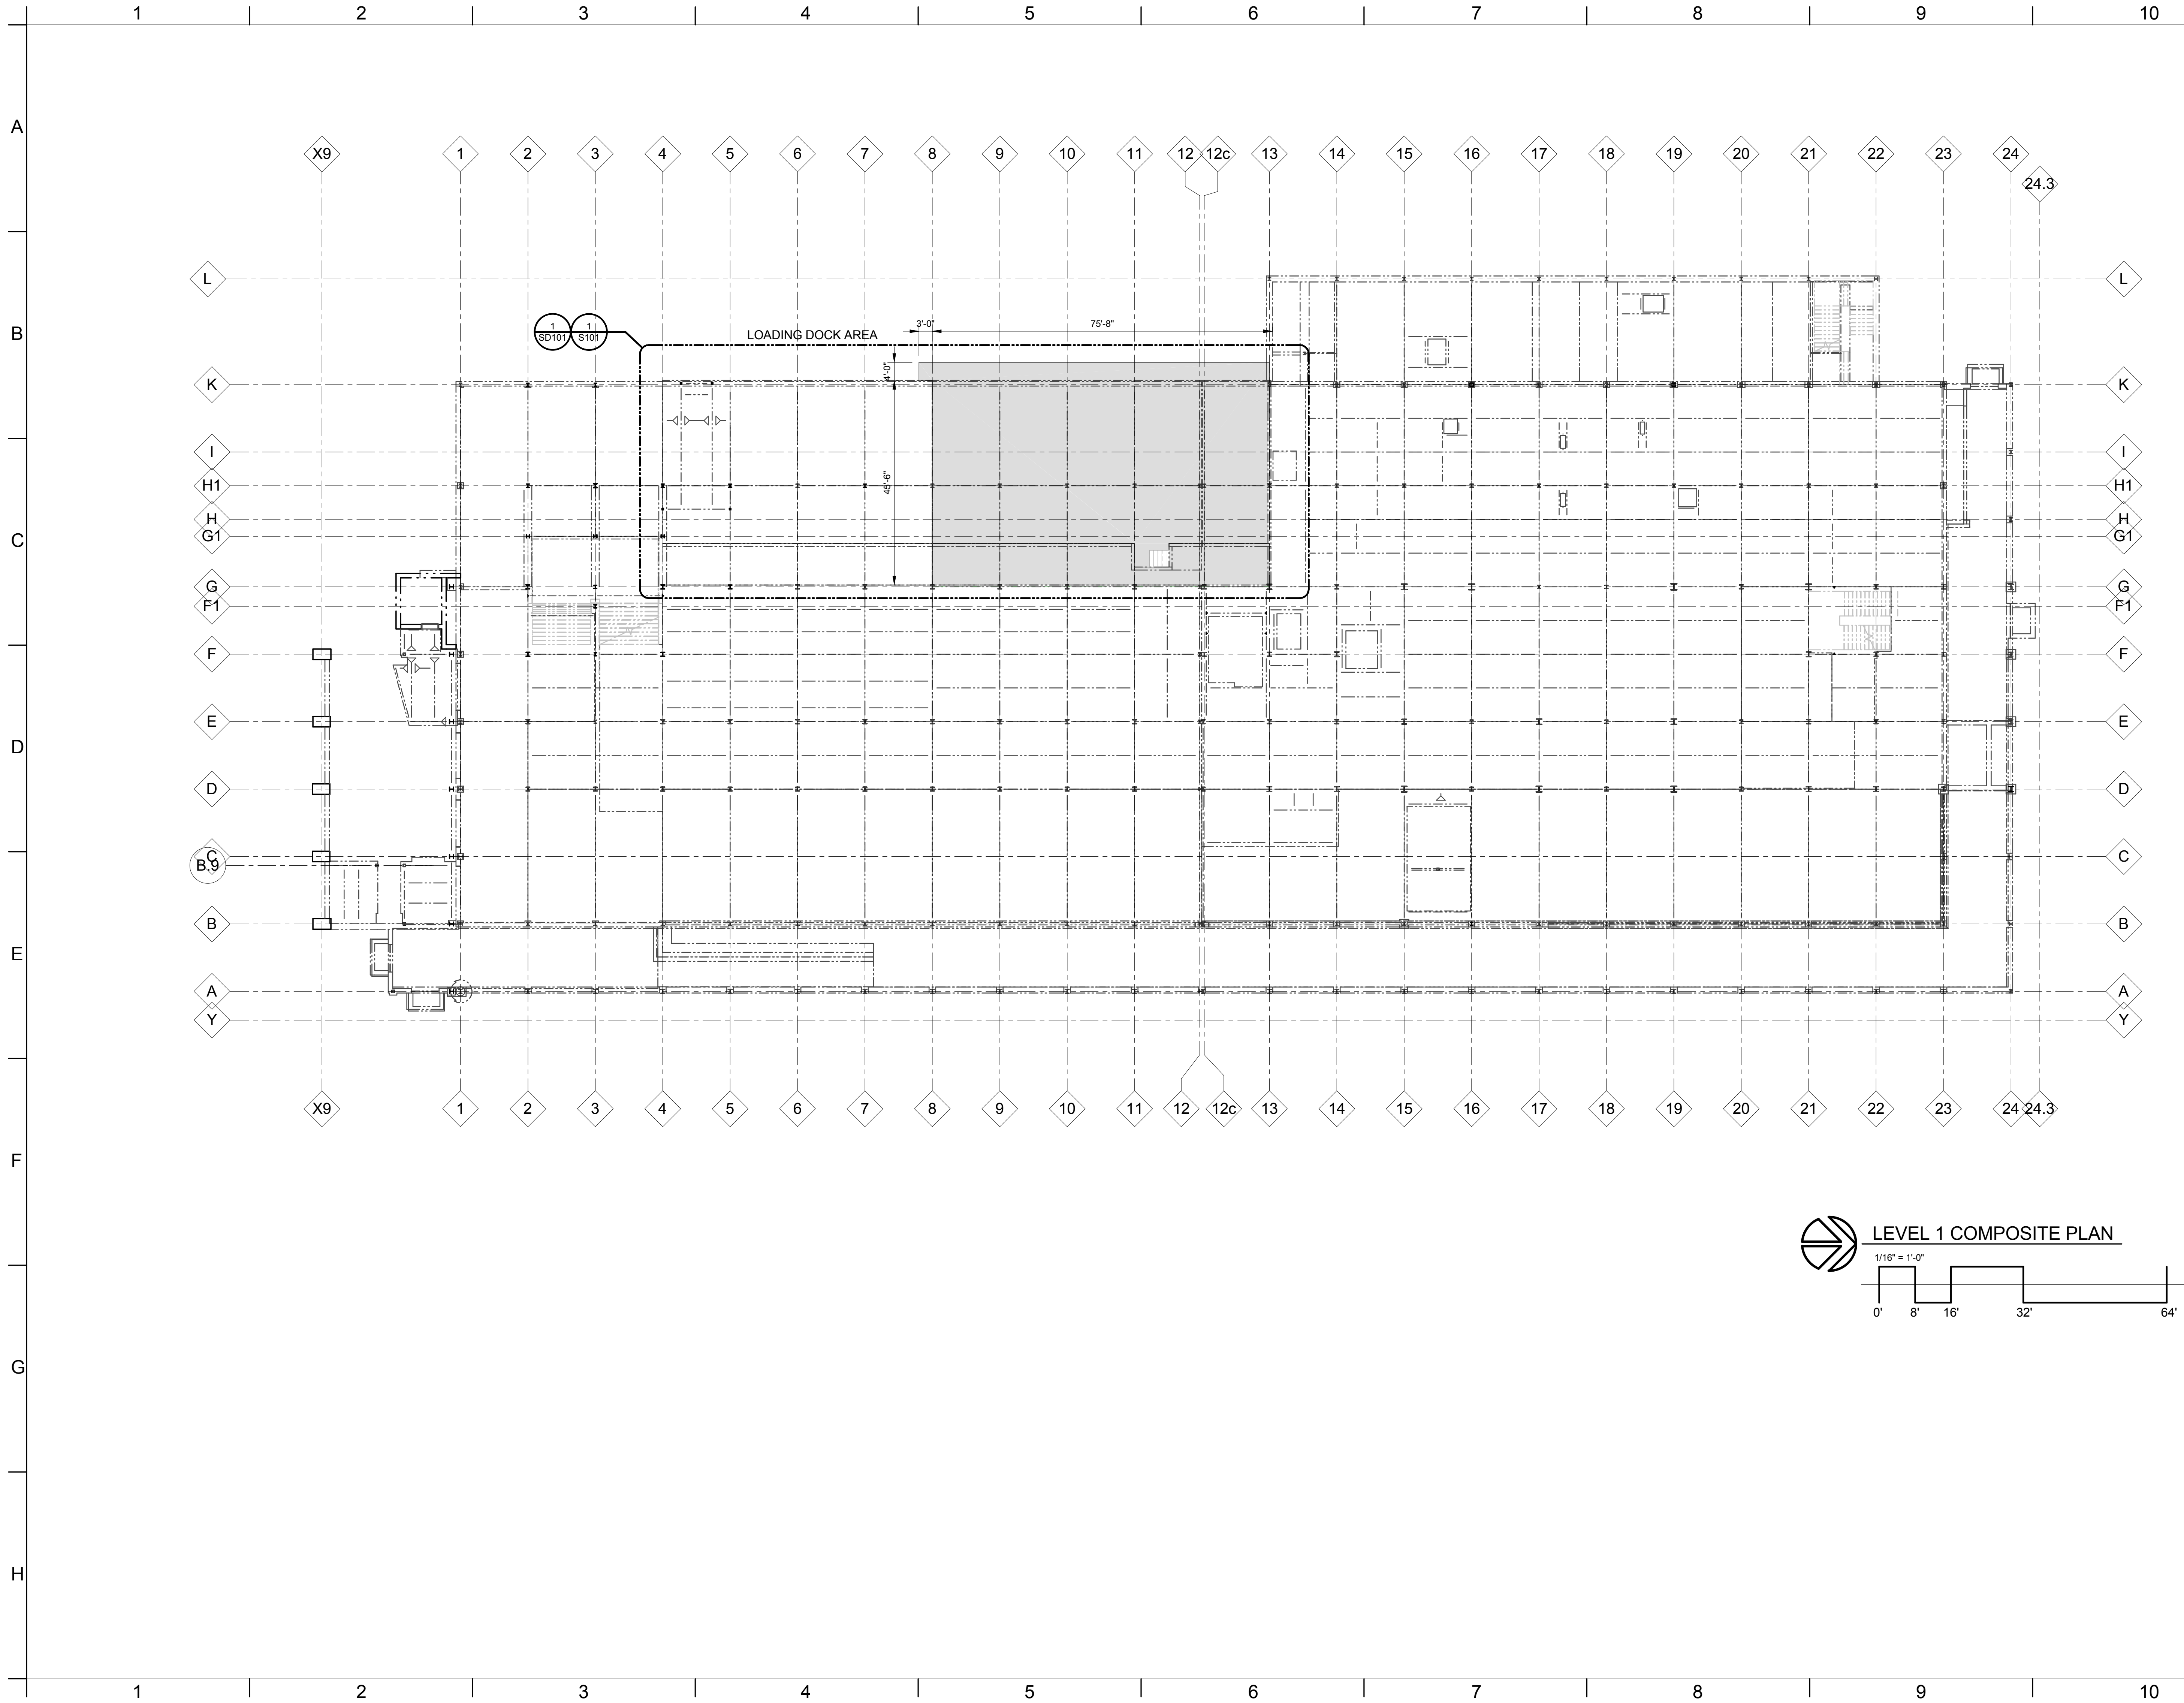 1 2 3 4 5 6 7 8 9 10
A
X9 1 2 3 4 5 6 7 8 9 10 11 12 12c 13 14 15 16 17 18 19 20 21 22 23 24
24.3
L L
B
1 1
SD101 S101
LOADING DOCK AREA
3'-0" 75'-8"
4'-0"
K K
I I
45'-6"
H1 H1
H H
C
G1 G1
G G
F1 F1
F F
E E
D
D D
C C
B.9
B B
E
A A
Y Y
X9 1 2 3 4 5 6 7 8 9 10 11 12 12c 13 14 15 16 17 18 19 20 21 22 23 24 24.3
F
LEVEL 1 COMPOSITE PLAN
1/16" = 1'-0"
0' 8' 16' 32' 64'
G
H
1 2 3 4 5 6 7 8 9 10